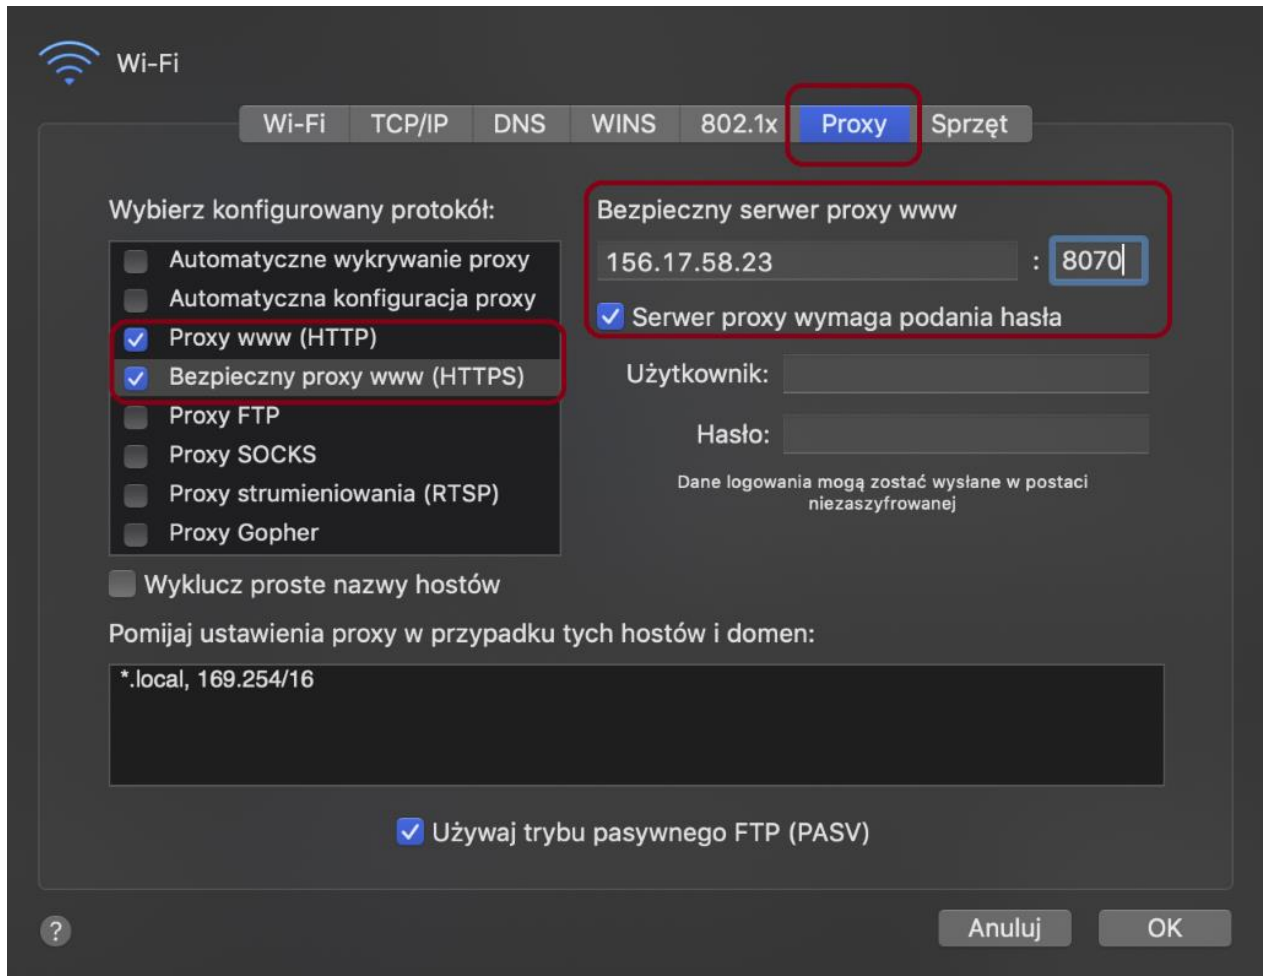 Wi-Fi
Wi-Fi TCP/IP DNS WINS 802.1x Proxy Sprzęt
Wybierz konfigurowany protokół:
Automatyczne wykrywanie proxy
Automatyczna konfiguracja proxy
Proxy www (HTTP)
Bezpieczny proxy www (HTTPS)
Proxy FTP
Proxy SOCKS
Proxy strumieniowania (RTSP)
Proxy Gopher
Wyklucz proste nazwy hostów
Bezpieczny serwer proxy www
156.17.58.23 : 8070
Serwer proxy wymaga podania hasła
Użytkownik:
Hasło:
Dane logowania mogą zostać wysłane w postaci
niezaszyfrowanej
Pomijaj ustawienia proxy w przypadku tych hostów i domen:
*.local, 169.254/16
Używaj trybu pasywnego FTP (PASV)
? Anuluj OK